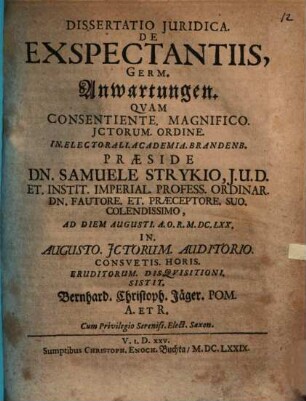 12
DISSERTATIO JURIDICA.
DE
EXSPECTANTIIS,
GERM.
Anwartungen.
QVAM
CONSENTIENTE, MAGNIFICO.
JCTORUM. ORDINE.
IN. ELECTORALI. ACADEMIA. BRANDENB.
PRÆSIDE
DN. SAMUELE STRYKIO, J.U.D.
ET. INSTIT. IMPERIAL. PROFESS. ORDINAR.
DN. FAUTORE. ET. PRÆCEPTORE. SUO.
COLENDISSIMO,
AD DIEM AUGUSTI. A. O. R. M. DC. LXX,
IN.
AUGUSTO. JCTORUM. AUDITORIO.
CONSVETIS. HORIS.
ERUDITORUM. DISQVISITIONI,
SISTIT,
Bernhard. Christoph. Jäger. POM.
A. ET R.
Cum Privilegio Sereniss. Elect. Saxon.
V. I. D. XXV.
Sumptibus CHRISTOPH. ENOCH. Buchta / M. DC. LXXIX.